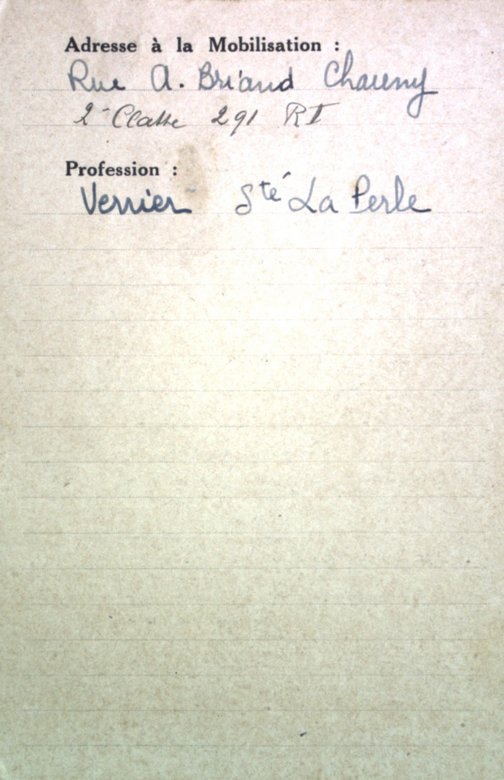 Adresse à la Mobilisation :
Rue A. Briand Chauny
2e Classe 291 RI
Profession :
Verrier Sté La Perle